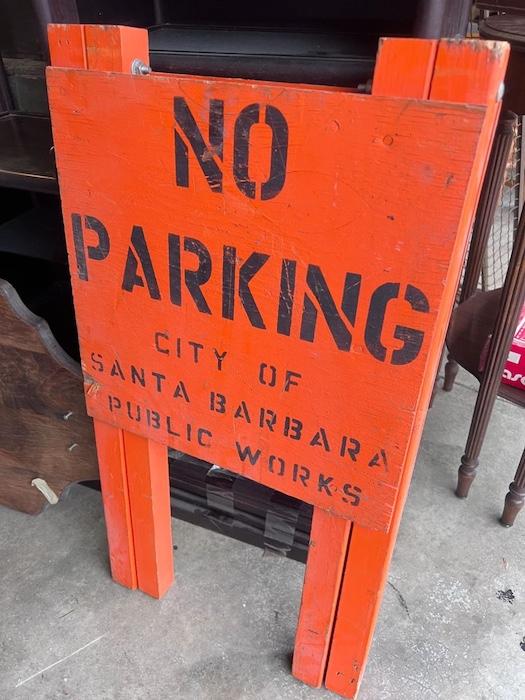 NO
PARKING
CITY OF
SANTA BARBARA
PUBLIC WORKS